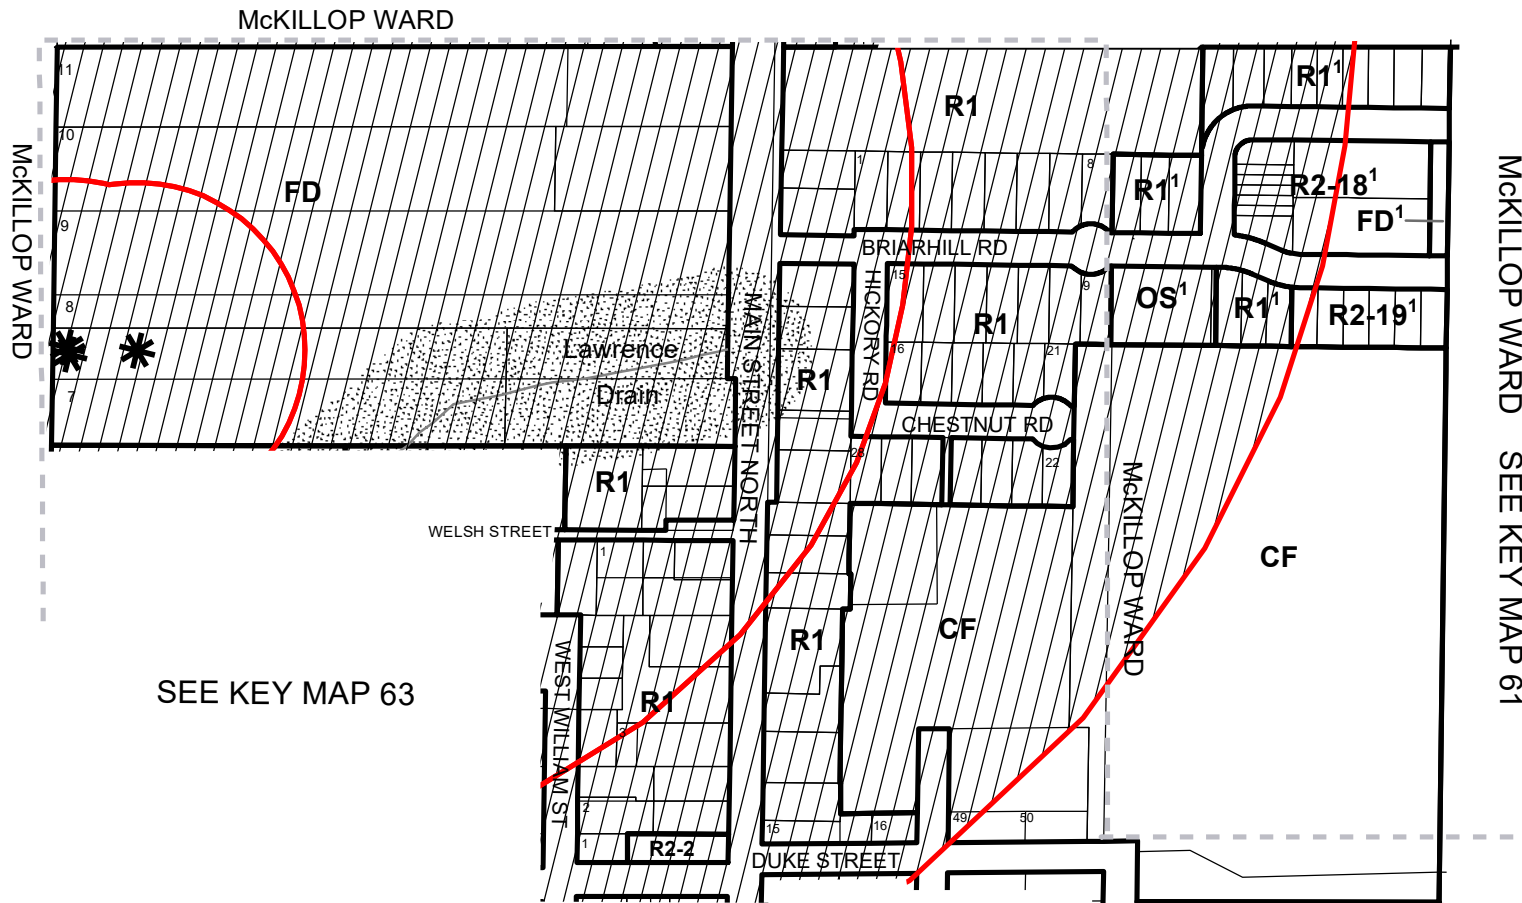 McKILLOP WARD
11
R1¹
R1
10
McKILLOP WARD
1
8
FD
R1¹
R2-18¹
McKILLOP WARD
9
FD¹
BRIARHILL RD
HICKORY RD
15
9
OS¹
R1¹
R2-19¹
8
MAIN STREET NORTH
R1
Lawrence
16
21
R1
Drain
7
CHESTNUT RD
23
22
SEE KEY MAP 61
R1
McKILLOP WARD
WELSH STREET
1
CF
CF
R1
WEST WILLIAM ST
SEE KEY MAP 63
R1
3
2
15
16
49
50
1
R2-2
DUKE STREET